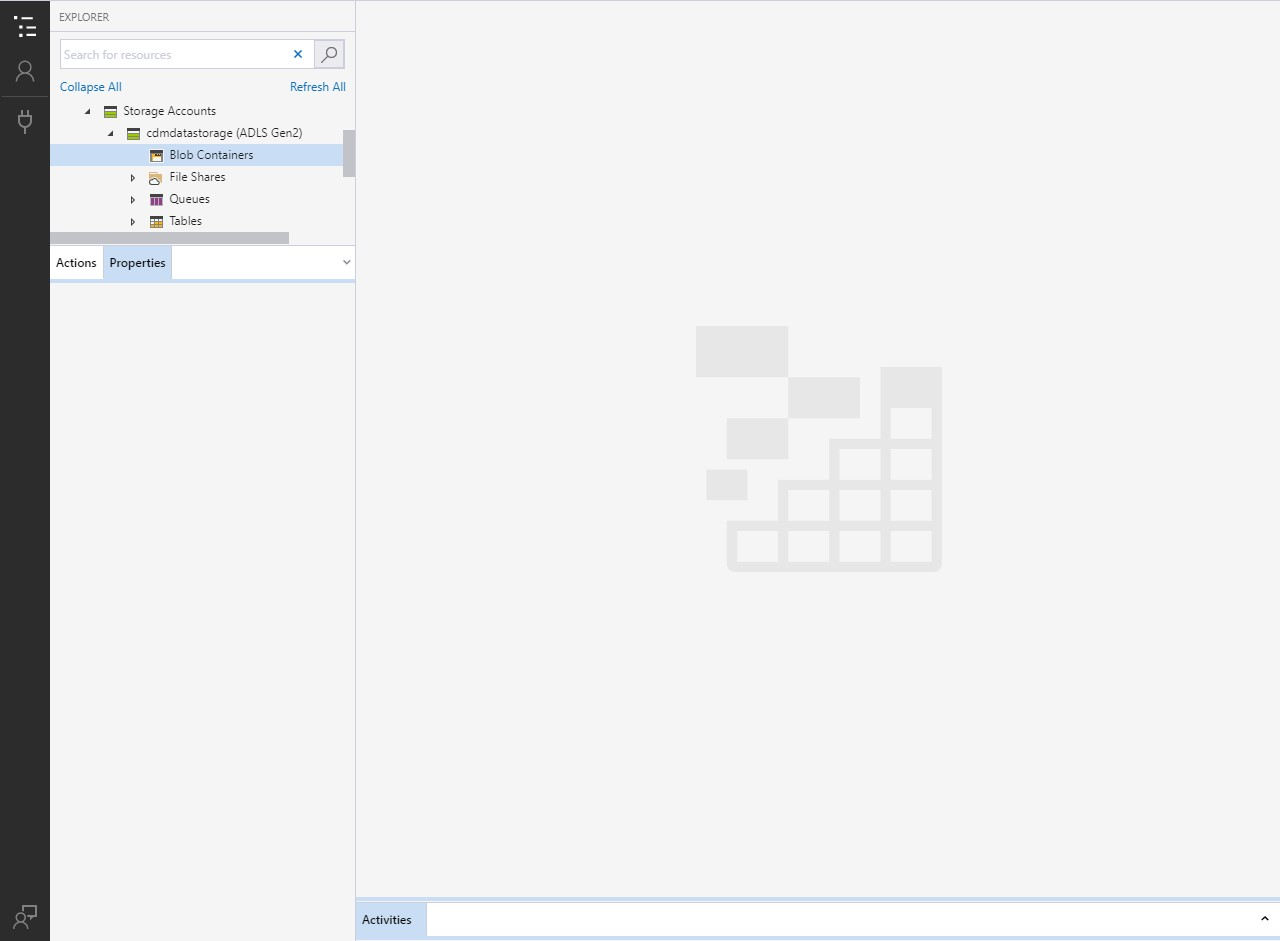 EXPLORER
Search for resources
Collapse All
Refresh All
Storage Accounts
cdmdatastorage (ADLS Gen2)
Blob Containers
File Shares
Queues
Tables
Actions
Properties
Activities